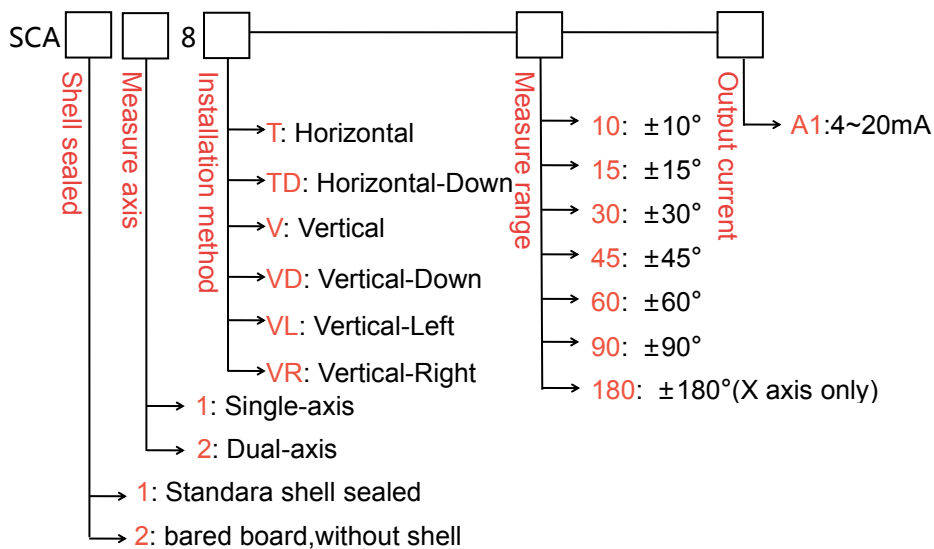 SCA 8
Shell sealed
Measure axis
Installation method
Measure range
Output current
T: Horizontal
TD: Horizontal-Down
V: Vertical
VD: Vertical-Down
VL: Vertical-Left
VR: Vertical-Right
10: ±10°
15: ±15°
30: ±30°
45: ±45°
60: ±60°
90: ±90°
180: ±180°(X axis only)
A1:4~20mA
1: Single-axis
2: Dual-axis
1: Standara shell sealed
2: bared board,without shell